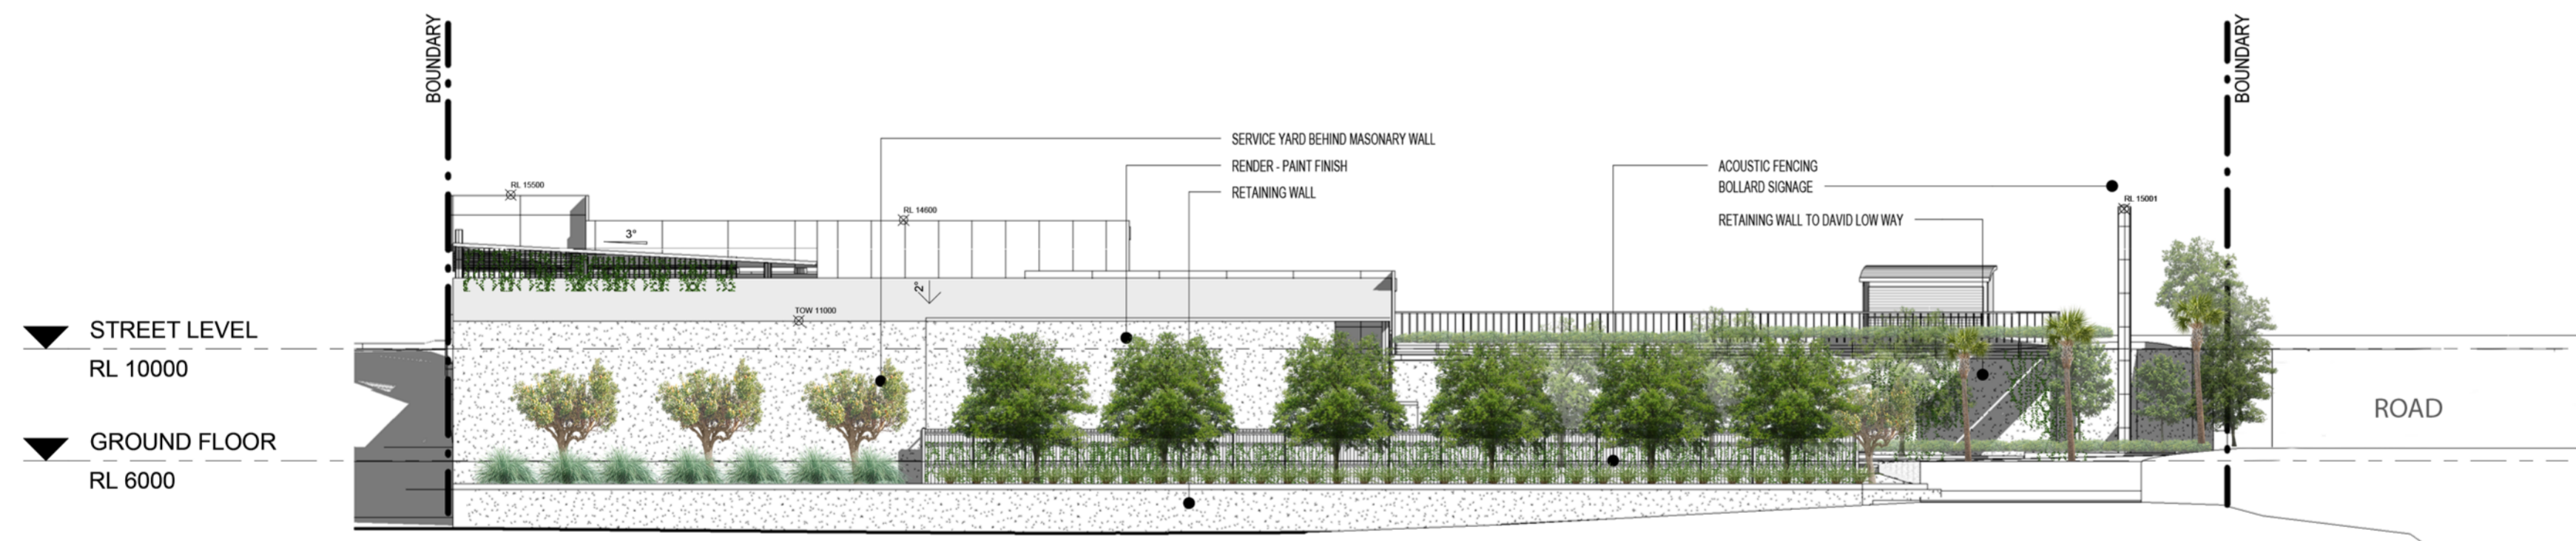 BOUNDARY
BOUNDARY
SERVICE YARD BEHIND MASONARY WALL
RENDER - PAINT FINISH
RETAINING WALL
ACOUSTIC FENCING
BOLLARD SIGNAGE
RETAINING WALL TO DAVID LOW WAY
RL 15500
RL 14600
RL 15001
3°
2°
TOW 11000
STREET LEVEL
RL 10000
GROUND FLOOR
RL 6000
ROAD